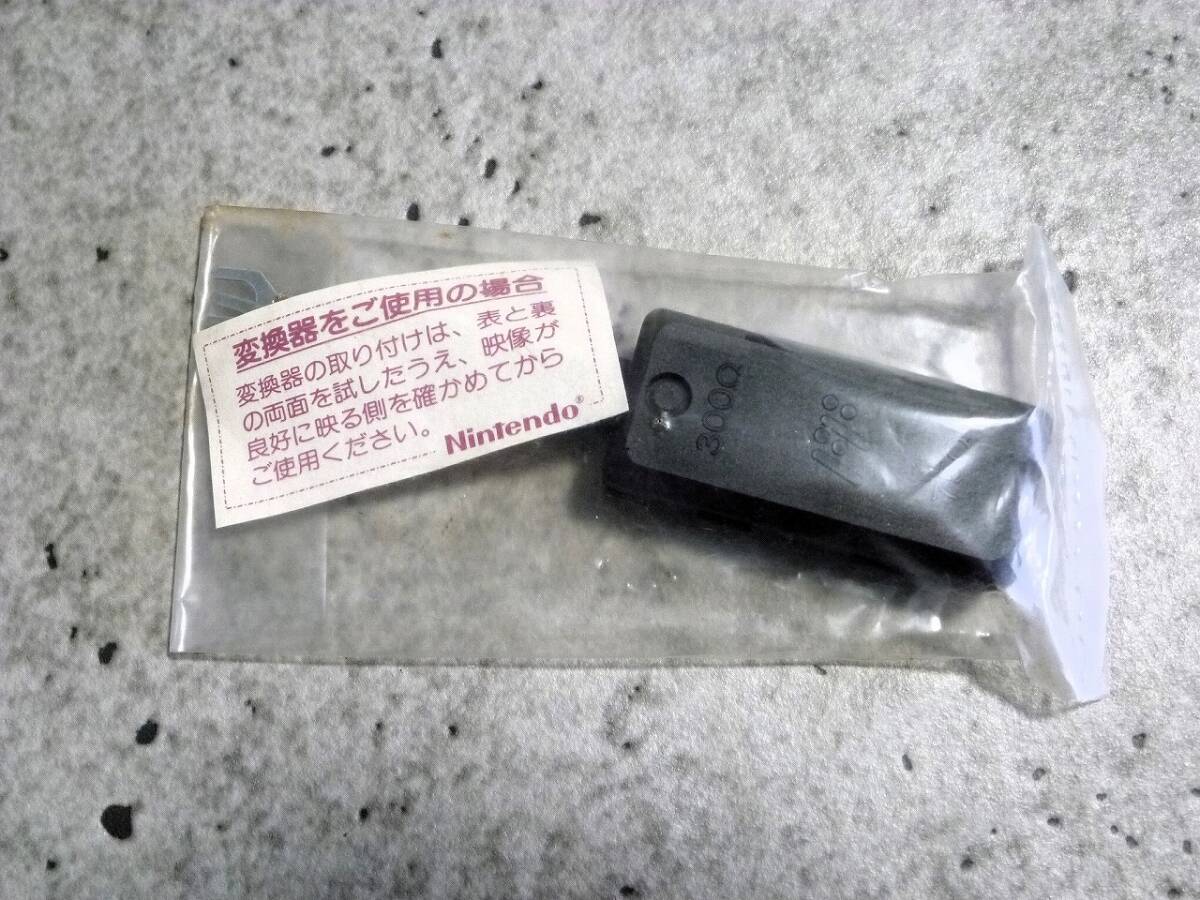 変換器をご使用の場合
変換器の取り付けは、表と裏
の両面を試したうえ、映像が
良好に映る側を確かめてから
ご使用ください。
Nintendo®
300Ω